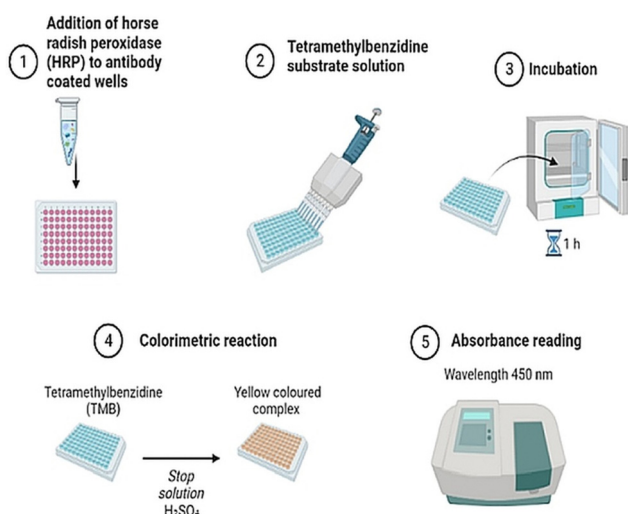 1
Addition of horse
radish peroxidase
(HRP) to antibody
coated wells
2
Tetramethylbenzidine
substrate solution
3
Incubation
1 h
4
Colorimetric reaction
Tetramethylbenzidine
(TMB)
Stop
solution
H₂SO₄
Yellow coloured
complex
5
Absorbance reading
Wavelength 450 nm